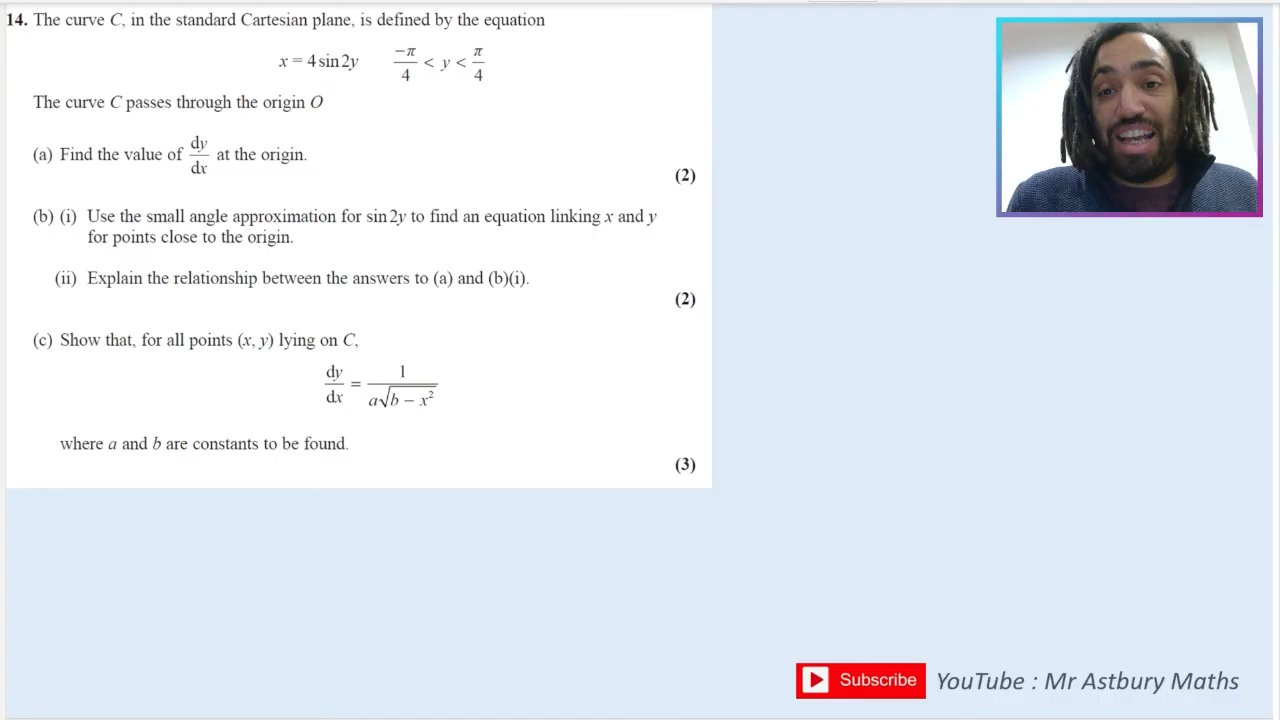 14. The curve C, in the standard Cartesian plane, is defined by the equation
x = 4 sin 2y    -π/4 < y < π/4
The curve C passes through the origin O
(a) Find the value of dy/dx at the origin.
(2)
(b) (i) Use the small angle approximation for sin 2y to find an equation linking x and y
for points close to the origin.
(ii) Explain the relationship between the answers to (a) and (b)(i).
(2)
(c) Show that, for all points (x, y) lying on C,
dy/dx = 1/(a√(b − x²))
where a and b are constants to be found.
(3)
Subscribe YouTube : Mr Astbury Maths